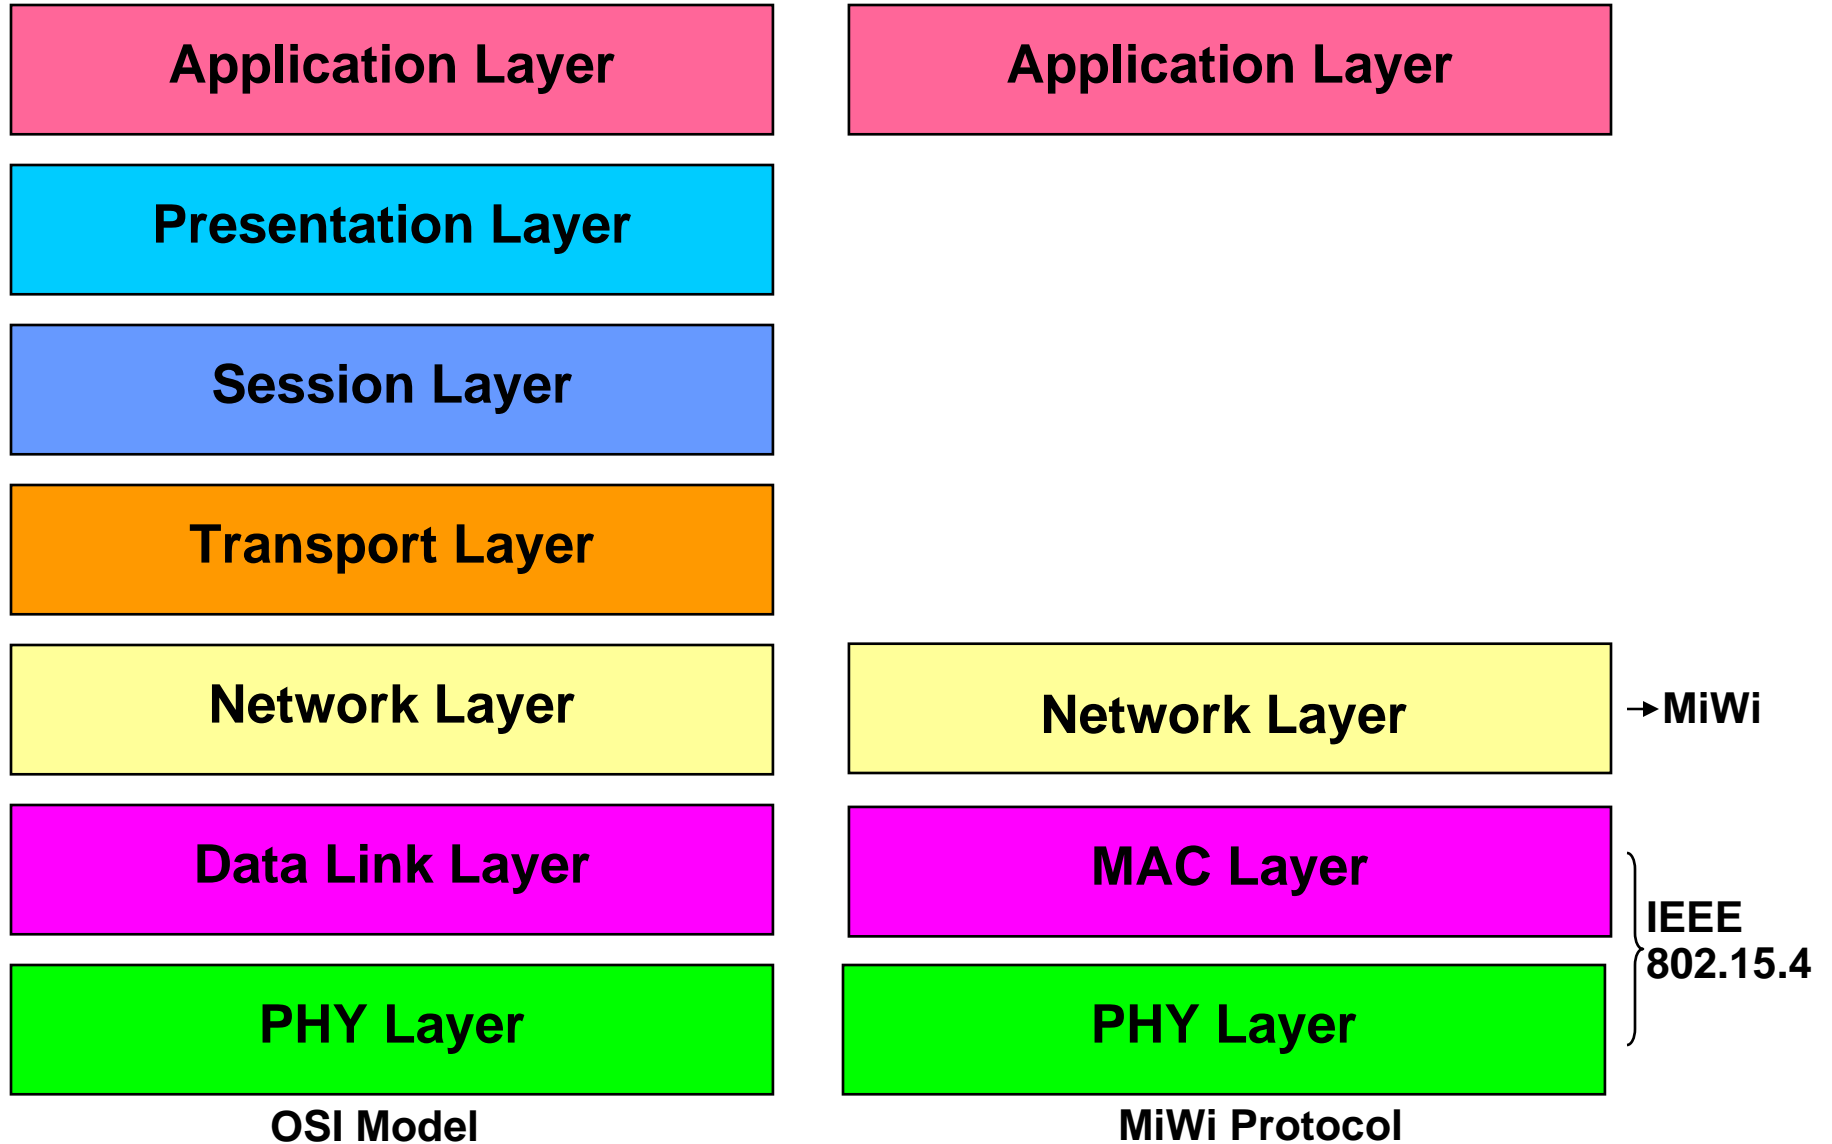 Application Layer
Application Layer
Presentation Layer
Session Layer
Transport Layer
Network Layer
Network Layer
MiWi
Data Link Layer
MAC Layer
IEEE
802.15.4
PHY Layer
PHY Layer
OSI Model
MiWi Protocol